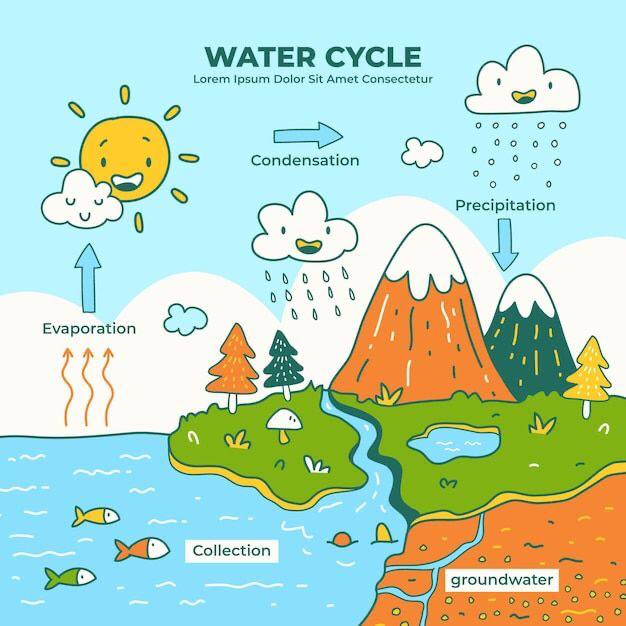 WATER CYCLE
Lorem Ipsum Dolor Sit Amet Consectetur
Condensation
Precipitation
Evaporation
Collection
groundwater